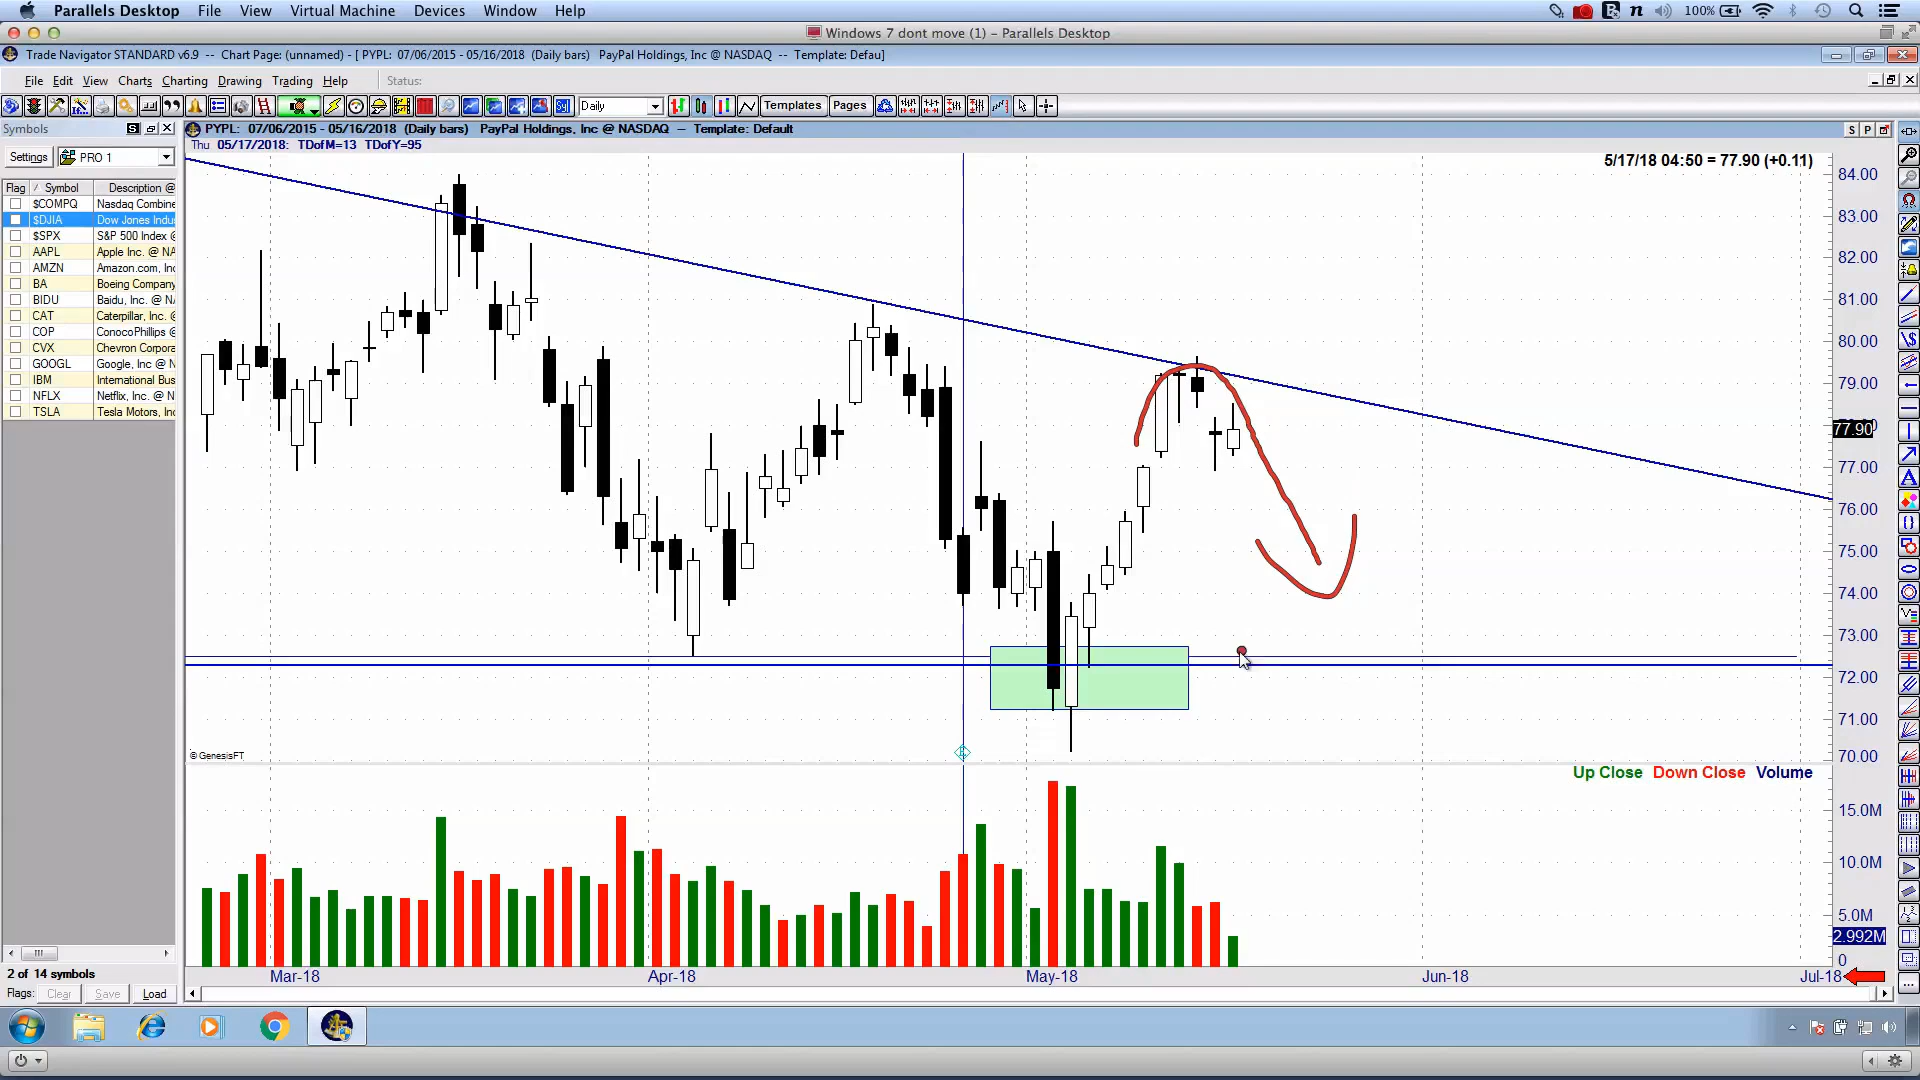 Parallels Desktop File View Virtual Machine Actions Devices Window Help 100%
Windows 7 dont move (1) - Parallels Desktop
Trade Navigator STANDARD v6.9 -- Chart Page: (unnamed) - [ PYPL: 07/06/2015 - 05/16/2018 (Daily bars) PayPal Holdings, Inc @ NASDAQ -- Template: Defau]
File Edit View Charts Charting Drawing Trading Help Status:
Daily Templates Pages
Symbols S
PYPL: 07/06/2015 - 05/16/2018 (Daily bars) PayPal Holdings, Inc @ NASDAQ -- Template: Default S P
Thu 05/17/2018: TDofM=13 TDofY=95
Settings PRO 1
5/17/18 04:50 = 77.90 (+0.11)
Flag Symbol Description @
$COMPQ Nasdaq Combine
$DJIA Dow Jones Indu
$SPX S&P 500 Index @
AAPL Apple Inc. @ NA
AMZN Amazon.com, Inc
BA Boeing Company
BIDU Baidu, Inc. @ N
CAT Caterpillar, Inc. @
COP ConocoPhillips @
CVX Chevron Corpora
GOOGL Google, Inc @ N
IBM International Bus
NFLX Netflix, Inc. @ N
TSLA Tesla Motors, Inc
84.00
83.00
82.00
81.00
80.00
79.00
77.90
77.00
76.00
75.00
74.00
73.00
72.00
71.00
70.00
© GenesisFT
Up Close Down Close Volume
15.0M
10.0M
5.0M
2.992M
0
Mar-18 Apr-18 May-18 Jun-18 Jul-18
2 of 14 symbols
Flags: Clear Save Load